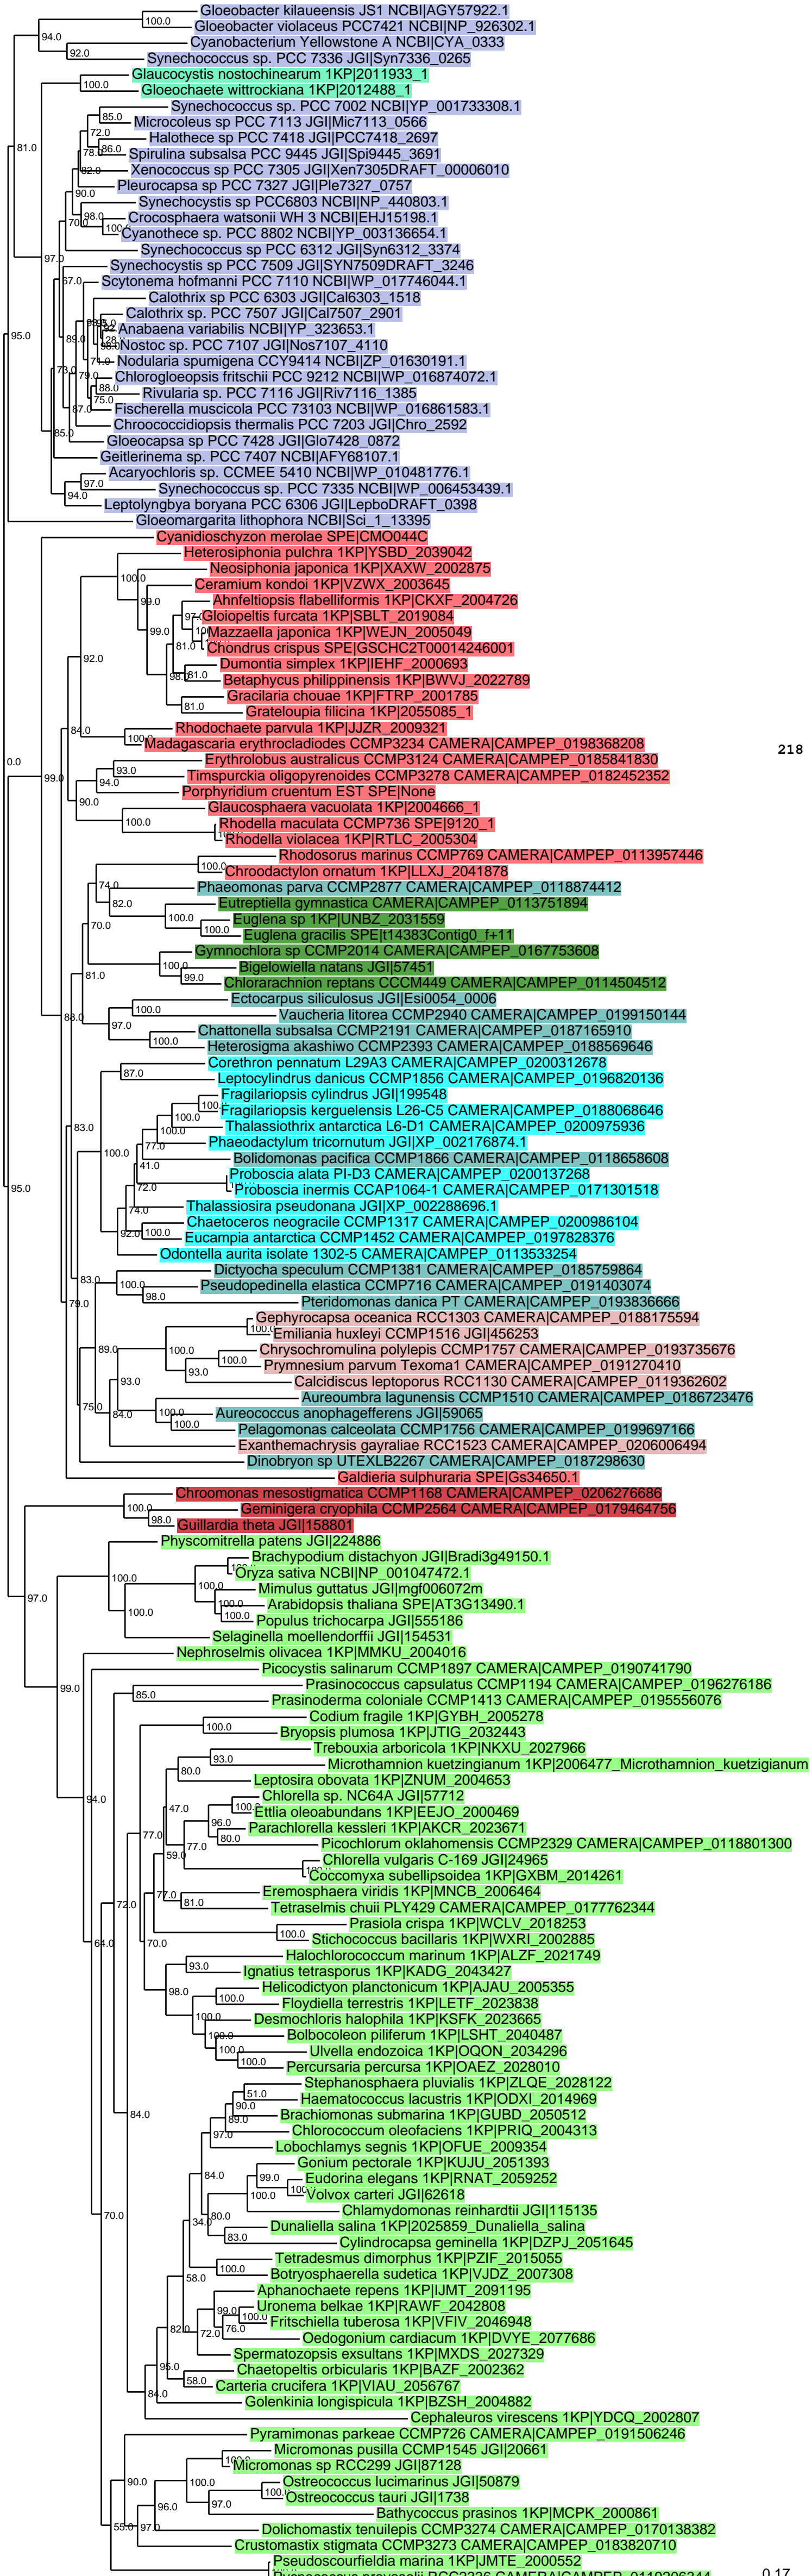 Gloeobacter kilaueensis JS1 NCBI|AGY57922.1
100.0
Gloeobacter violaceus PCC7421 NCBI|NP_926302.1
94.0
Cyanobacterium Yellowstone A NCBI|CYA_0333
92.0
Synechococcus sp. PCC 7336 JGI|Syn7336_0265
Glaucocystis nostochinearum 1KP|2011933_1
100.0
Gloeochaete wittrockiana 1KP|2012488_1
Synechococcus sp. PCC 7002 NCBI|YP_001733308.1
85.0
Microcoleus sp PCC 7113 JGI|Mic7113_0566
72.0
Halothece sp PCC 7418 JGI|PCC7418_2697
81.0
78.0
86.0
Spirulina subsalsa PCC 9445 JGI|Spi9445_3691
82.0
Xenococcus sp PCC 7305 JGI|Xen7305DRAFT_00006010
Pleurocapsa sp PCC 7327 JGI|Ple7327_0757
90.0
Synechocystis sp PCC6803 NCBI|NP_440803.1
98.0
Crocosphaera watsonii WH 3 NCBI|EHJ15198.1
70.0
Cyanothece sp. PCC 8802 NCBI|YP_003136654.1
Synechococcus sp PCC 6312 JGI|Syn6312_3374
97.0
Synechocystis sp PCC 7509 JGI|SYN7509DRAFT_3246
67.0
Scytonema hofmanni PCC 7110 NCBI|WP_017746044.1
Calothrix sp PCC 6303 JGI|Cal6303_1518
Calothrix sp. PCC 7507 JGI|Cal7507_2901
Anabaena variabilis NCBI|YP_323653.1
95.0
89.0
Nostoc sp. PCC 7107 JGI|Nos7107_4110
71.0
Nodularia spumigena CCY9414 NCBI|ZP_01630191.1
73.0
79.0
Chlorogloeopsis fritschii PCC 9212 NCBI|WP_016874072.1
88.0
Rivularia sp. PCC 7116 JGI|Riv7116_1385
75.0
87.0
Fischerella muscicola PCC 73103 NCBI|WP_016861583.1
Chroococcidiopsis thermalis PCC 7203 JGI|Chro_2592
85.0
Gloeocapsa sp PCC 7428 JGI|Glo7428_0872
Geitlerinema sp. PCC 7407 NCBI|AFY68107.1
Acaryochloris sp. CCMEE 5410 NCBI|WP_010481776.1
97.0
Synechococcus sp. PCC 7335 NCBI|WP_006453439.1
94.0
Leptolyngbya boryana PCC 6306 JGI|LepboDRAFT_0398
Gloeomargarita lithophora NCBI|Sci_1_13395
Cyanidioschyzon merolae SPE|CMO044C
Heterosiphonia pulchra 1KP|YSBD_2039042
100.0
Neosiphonia japonica 1KP|XAXW_2002875
99.0
Ceramium kondoi 1KP|VZWX_2003645
Ahnfeltiopsis flabelliformis 1KP|CKXF_2004726
Gloiopeltis furcata 1KP|SBLT_2019084
99.0
Mazzaella japonica 1KP|WEJN_2005049
81.0
Chondrus crispus SPE|GSCHC2T00014246001
92.0
Dumontia simplex 1KP|IEHF_2000693
98.0
81.0
Betaphycus philippinensis 1KP|BWVJ_2022789
Gracilaria chouae 1KP|FTRP_2001785
81.0
Grateloupia filicina 1KP|2055085_1
84.0
Rhodochaete parvula 1KP|JJZR_2009321
100.0
Madagascaria erythrocladiodes CCMP3234 CAMERA|CAMPEP_0198368208
218
0.0
Erythrolobus australicus CCMP3124 CAMERA|CAMPEP_0185841830
93.0
99.0
Timspurckia oligopyrenoides CCMP3278 CAMERA|CAMPEP_0182452352
94.0
Porphyridium cruentum EST SPE|None
90.0
Glaucosphaera vacuolata 1KP|2004666_1
100.0
Rhodella maculata CCMP736 SPE|9120_1
Rhodella violacea 1KP|RTLC_2005304
Rhodosorus marinus CCMP769 CAMERA|CAMPEP_0113957446
100.0
Chroodactylon ornatum 1KP|LLXJ_2041878
74.0
Phaeomonas parva CCMP2877 CAMERA|CAMPEP_0118874412
82.0
Eutreptiella gymnastica CAMERA|CAMPEP_0113751894
100.0
Euglena sp 1KP|UNBZ_2031559
70.0
100.0
Euglena gracilis SPE|t14383Contig0_f+11
Gymnochlora sp CCMP2014 CAMERA|CAMPEP_0167753608
100.0
Bigelowiella natans JGI|57451
81.0
99.0
Chlorarachnion reptans CCCM449 CAMERA|CAMPEP_0114504512
Ectocarpus siliculosus JGI|Esi0054_0006
100.0
Vaucheria litorea CCMP2940 CAMERA|CAMPEP_0199150144
88.0
97.0
Chattonella subsalsa CCMP2191 CAMERA|CAMPEP_0187165910
100.0
Heterosigma akashiwo CCMP2393 CAMERA|CAMPEP_0188569646
Corethron pennatum L29A3 CAMERA|CAMPEP_0200312678
87.0
Leptocylindrus danicus CCMP1856 CAMERA|CAMPEP_0196820136
Fragilariopsis cylindrus JGI|199548
100.0
Fragilariopsis kerguelensis L26-C5 CAMERA|CAMPEP_0188068646
83.0
100.0
Thalassiothrix antarctica L6-D1 CAMERA|CAMPEP_0200975936
77.0
Phaeodactylum tricornutum JGI|XP_002176874.1
100.0
Bolidomonas pacifica CCMP1866 CAMERA|CAMPEP_0118658608
41.0
Proboscia alata PI-D3 CAMERA|CAMPEP_0200137268
95.0
72.0
Proboscia inermis CCAP1064-1 CAMERA|CAMPEP_0171301518
74.0
Thalassiosira pseudonana JGI|XP_002288696.1
Chaetoceros neogracile CCMP1317 CAMERA|CAMPEP_0200986104
92.0
100.0
Eucampia antarctica CCMP1452 CAMERA|CAMPEP_0197828376
Odontella aurita isolate 1302-5 CAMERA|CAMPEP_0113533254
Dictyocha speculum CCMP1381 CAMERA|CAMPEP_0185759864
83.0
100.0
Pseudopedinella elastica CCMP716 CAMERA|CAMPEP_0191403074
98.0
79.0
Pteridomonas danica PT CAMERA|CAMPEP_0193836666
Gephyrocapsa oceanica RCC1303 CAMERA|CAMPEP_0088175594
100.0
Emiliania huxleyi CCMP1516 JGI|456253
89.0
100.0
Chrysochromulina polylepis CCMP1757 CAMERA|CAMPEP_0193735676
100.0
93.0
Prymnesium parvum Texoma1 CAMERA|CAMPEP_0191270410
93.0
Calcidiscus leptoporus RCC1130 CAMERA|CAMPEP_0119362602
Aureoumbra lagunensis CCMP1510 CAMERA|CAMPEP_0186723476
75.0
84.0
100.0
Aureococcus anophagefferens JGI|59065
100.0
Pelagomonas calceolata CCMP1756 CAMERA|CAMPEP_0199697166
Exanthemachrysis gayraliae RCC1523 CAMERA|CAMPEP_0206006494
Dinobryon sp UTEXLB2267 CAMERA|CAMPEP_0187298630
Galdieria sulphuraria SPE|Gs34650.1
Chroomonas mesostigmatica CCMP1168 CAMERA|CAMPEP_0206276686
100.0
Geminigera cryophila CCMP2564 CAMERA|CAMPEP_0179464756
98.0
Guillardia theta JGI|158801
Physcomitrella patens JGI|224886
Brachypodium distachyon JGI|Bradi3g49150.1
Oryza sativa NCBI|NP_001047472.1
100.0
100.0
Mimulus guttatus JGI|mgf006072m
97.0
100.0
Arabidopsis thaliana SPE|AT3G13490.1
100.0
100.0
Populus trichocarpa JGI|555186
Selaginella moellendorffii JGI|154531
Nephroselmis olivacea 1KP|MMKU_2004016
Picocystis salinarum CCMP1897 CAMERA|CAMPEP_0190741790
99.0
Prasinococcus capsulatus CCMP1194 CAMERA|CAMPEP_0196276186
85.0
Prasinoderma coloniale CCMP1413 CAMERA|CAMPEP_0195556076
Codium fragile 1KP|GYBH_2005278
100.0
Bryopsis plumosa 1KP|JTIG_2032443
Trebouxia arboricola 1KP|NKXU_2027966
93.0
Microthamnion kuetzingianum 1KP|2006477_Microthamnion_kuetzigianum
80.0
Leptosira obovata 1KP|ZNUM_2004653
94.0
Chlorella sp. NC64A JGI|57712
47.0
100.0
Ettlia oleoabundans 1KP|EEJO_2000469
96.0
Parachlorella kessleri 1KP|AKCR_2023671
77.0
77.0
80.0
Picochlorum oklahomensis CCMP2329 CAMERA|CAMPEP_0118801300
59.0
Chlorella vulgaris C-169 JGI|24965
Coccomyxa subellipsoidea 1KP|GXBM_2014261
77.0
Eremosphaera viridis 1KP|MNCB_2006464
72.0
81.0
Tetraselmis chuii PLY429 CAMERA|CAMPEP_0177762344
Prasiola crispa 1KP|WCLV_2018253
100.0
64.0
70.0
Stichococcus bacillaris 1KP|WXRI_2002885
Halochlorococcum marinum 1KP|ALZF_2021749
93.0
Ignatius tetrasporus 1KP|KADG_2043427
98.0
Helicodictyon planctonicum 1KP|AJAU_2005355
100.0
Floydiella terrestris 1KP|LETF_2023838
100.0
Desmochloris halophila 1KP|KSFK_2023665
100.0
Bolbocoleon piliferum 1KP|LSHT_2040487
100.0
Ulvella endozoica 1KP|OQON_2034296
100.0
Percursaria percursa 1KP|OAEZ_2028010
Stephanosphaera pluvialis 1KP|ZLQE_2028122
51.0
Haematococcus lacustris 1KP|ODXI_2014969
90.0
84.0
89.0
Brachiomonas submarina 1KP|GUBD_2050512
Chlorococcum oleofaciens 1KP|PRIQ_2004313
97.0
Lobochlamys segnis 1KP|OFUE_2009354
Gonium pectorale 1KP|KUJU_2051393
84.0
99.0
Eudorina elegans 1KP|RNAT_2059252
100.0
Volvox carteri JGI|62618
Chlamydomonas reinhardtii JGI|115135
70.0
34.0
80.0
Dunaliella salina 1KP|2025859_Dunaliella_salina
83.0
Cylindrocapsa geminella 1KP|DZPJ_2051645
Tetradesmus dimorphus 1KP|PZIF_2015055
100.0
58.0
Botryosphaerella sudetica 1KP|VJDZ_2007308
Aphanochaete repens 1KP|IJMT_2091195
99.0
Uronema belkae 1KP|RAWF_2042808
100.0
82.0
72.0
76.0
Fritschiella tuberosa 1KP|VFIV_2046948
Oedogonium cardiacum 1KP|DVYE_2077686
Spermatozopsis exsultans 1KP|MXDS_2027329
95.0
Chaetopeltis orbicularis 1KP|BAZF_2002362
58.0
Carteria crucifera 1KP|VIAU_2056767
84.0
Golenkinia longispicula 1KP|BZSH_2004882
Cephaleuros virescens 1KP|YDCQ_2002807
Pyramimonas parkeae CCMP726 CAMERA|CAMPEP_0191506246
Micromonas pusilla CCMP1545 JGI|20661
90.0
100.0
Micromonas sp RCC299 JGI|87128
Ostreococcus lucimarinus JGI|50879
100.0
96.0
97.0
Ostreococcus tauri JGI|1738
Bathycoccus prasinos 1KP|MCPK_2000861
55.0
97.0
Dolichomastix tenuilepis CCMP3274 CAMERA|CAMPEP_0170138382
Crustomastix stigmata CCMP3273 CAMERA|CAMPEP_0183820710
Pseudoscourfieldia marina 1KP|JMTE_2000552
0.17